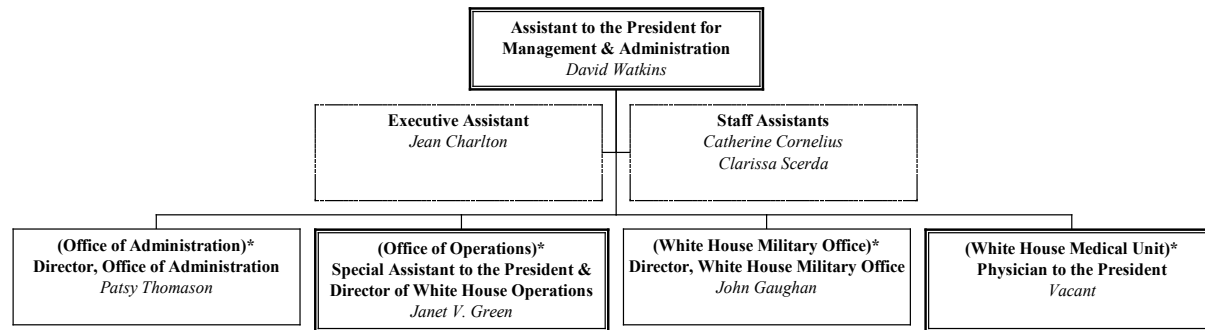 Assistant to the President for
Management & Administration
David Watkins
Executive Assistant
Jean Charlton
Staff Assistants
Catherine Cornelius
Clarissa Scerda
(Office of Administration)*
Director, Office of Administration
Patsy Thomason
(Office of Operations)*
Special Assistant to the President &
Director of White House Operations
Janet V. Green
(White House Military Office)*
Director, White House Military Office
John Gaughan
(White House Medical Unit)*
Physician to the President
Vacant